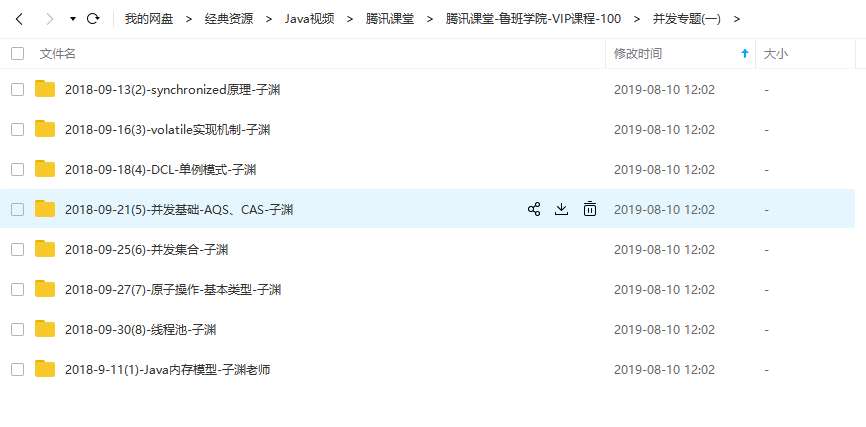 我的网盘 > 经典资源 > Java视频 > 腾讯课堂 > 腾讯课堂-鲁班学院-VIP课程-100 > 并发专题(一) >
文件名 修改时间 大小
2018-09-13(2)-synchronized原理-子渊 2019-08-10 12:02 -
2018-09-16(3)-volatile实现机制-子渊 2019-08-10 12:02 -
2018-09-18(4)-DCL-单例模式-子渊 2019-08-10 12:02 -
2018-09-21(5)-并发基础-AQS、CAS-子渊 2019-08-10 12:02 -
2018-09-25(6)-并发集合-子渊 2019-08-10 12:02 -
2018-09-27(7)-原子操作-基本类型-子渊 2019-08-10 12:02 -
2018-09-30(8)-线程池-子渊 2019-08-10 12:02 -
2018-9-11(1)-Java内存模型-子渊老师 2019-08-10 12:02 -